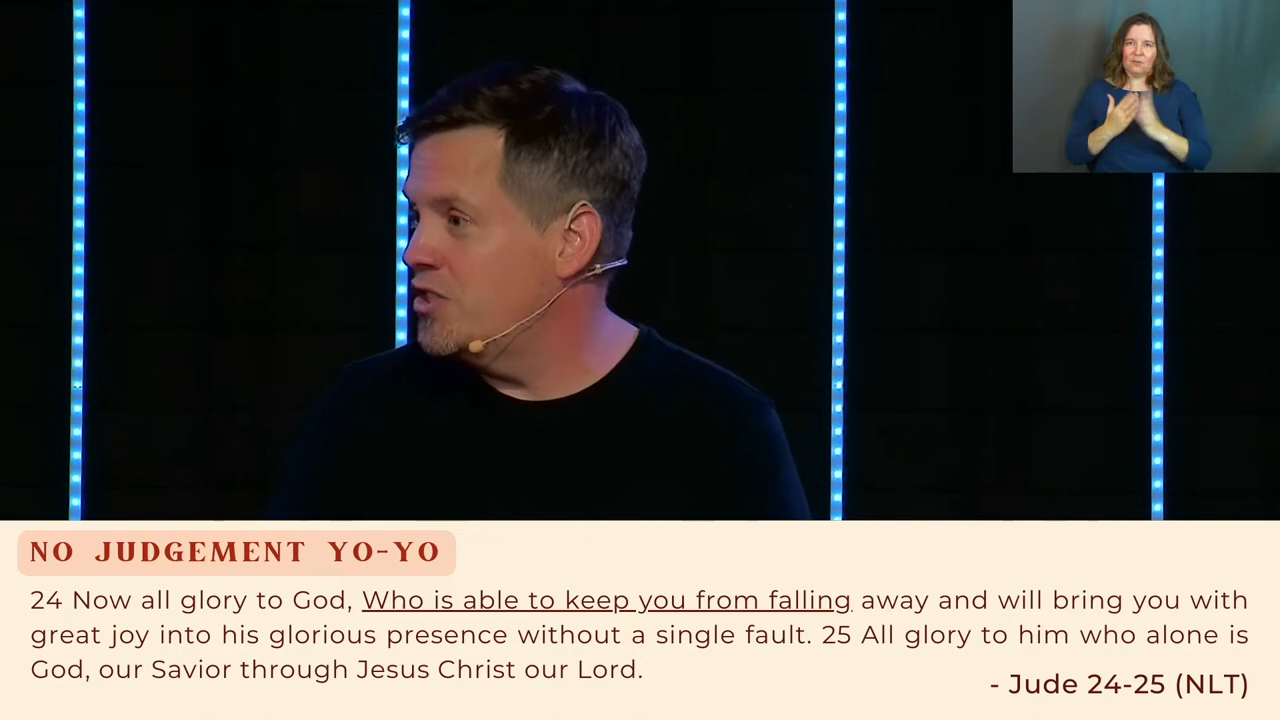 NO JUDGEMENT YO-YO
24 Now all glory to God, Who is able to keep you from falling away and will bring you with
great joy into his glorious presence without a single fault. 25 All glory to him who alone is
God, our Savior through Jesus Christ our Lord.
- Jude 24-25 (NLT)